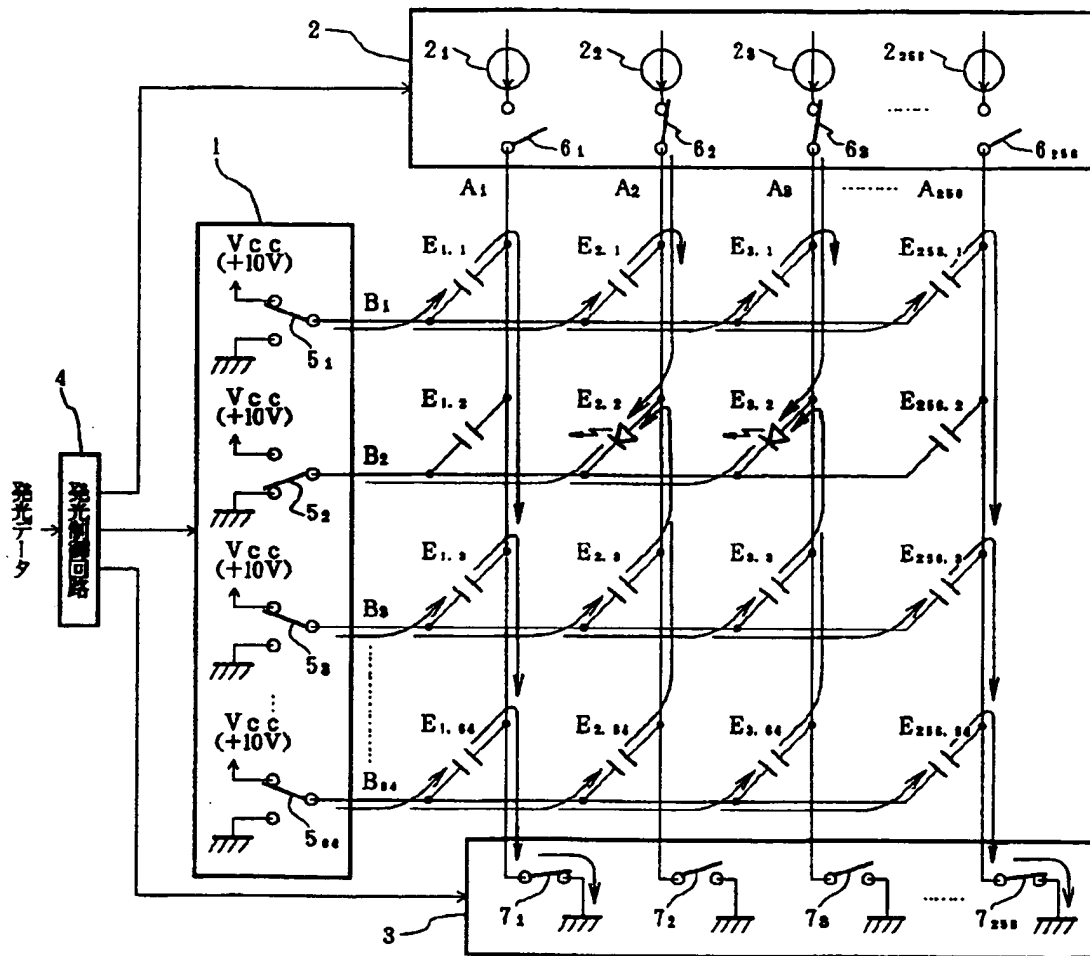 2
2₁
2₂
2₃
2₂₅₆
6₁
6₂
6₃
........
6₂₅₆
1
A₁
A₂
A₃
........
A₂₅₆
Vcc
(+10V)
5₁
B₁
E₁.₁
E₂.₁
E₃.₁
E₂₅₆.₁
4
発光データ
発光制御回路
Vcc
(+10V)
5₂
B₂
E₁.₂
E₂.₂
E₃.₂
E₂₅₆.₂
Vcc
(+10V)
5₃
B₃
E₁.₃
E₂.₃
E₃.₃
E₂₅₆.₃
Vcc
(+10V)
5₆₄
B₆₄
E₁.₆₄
E₂.₆₄
E₃.₆₄
E₂₅₆.₆₄
3
7₁
7₂
7₃
........
7₂₅₆